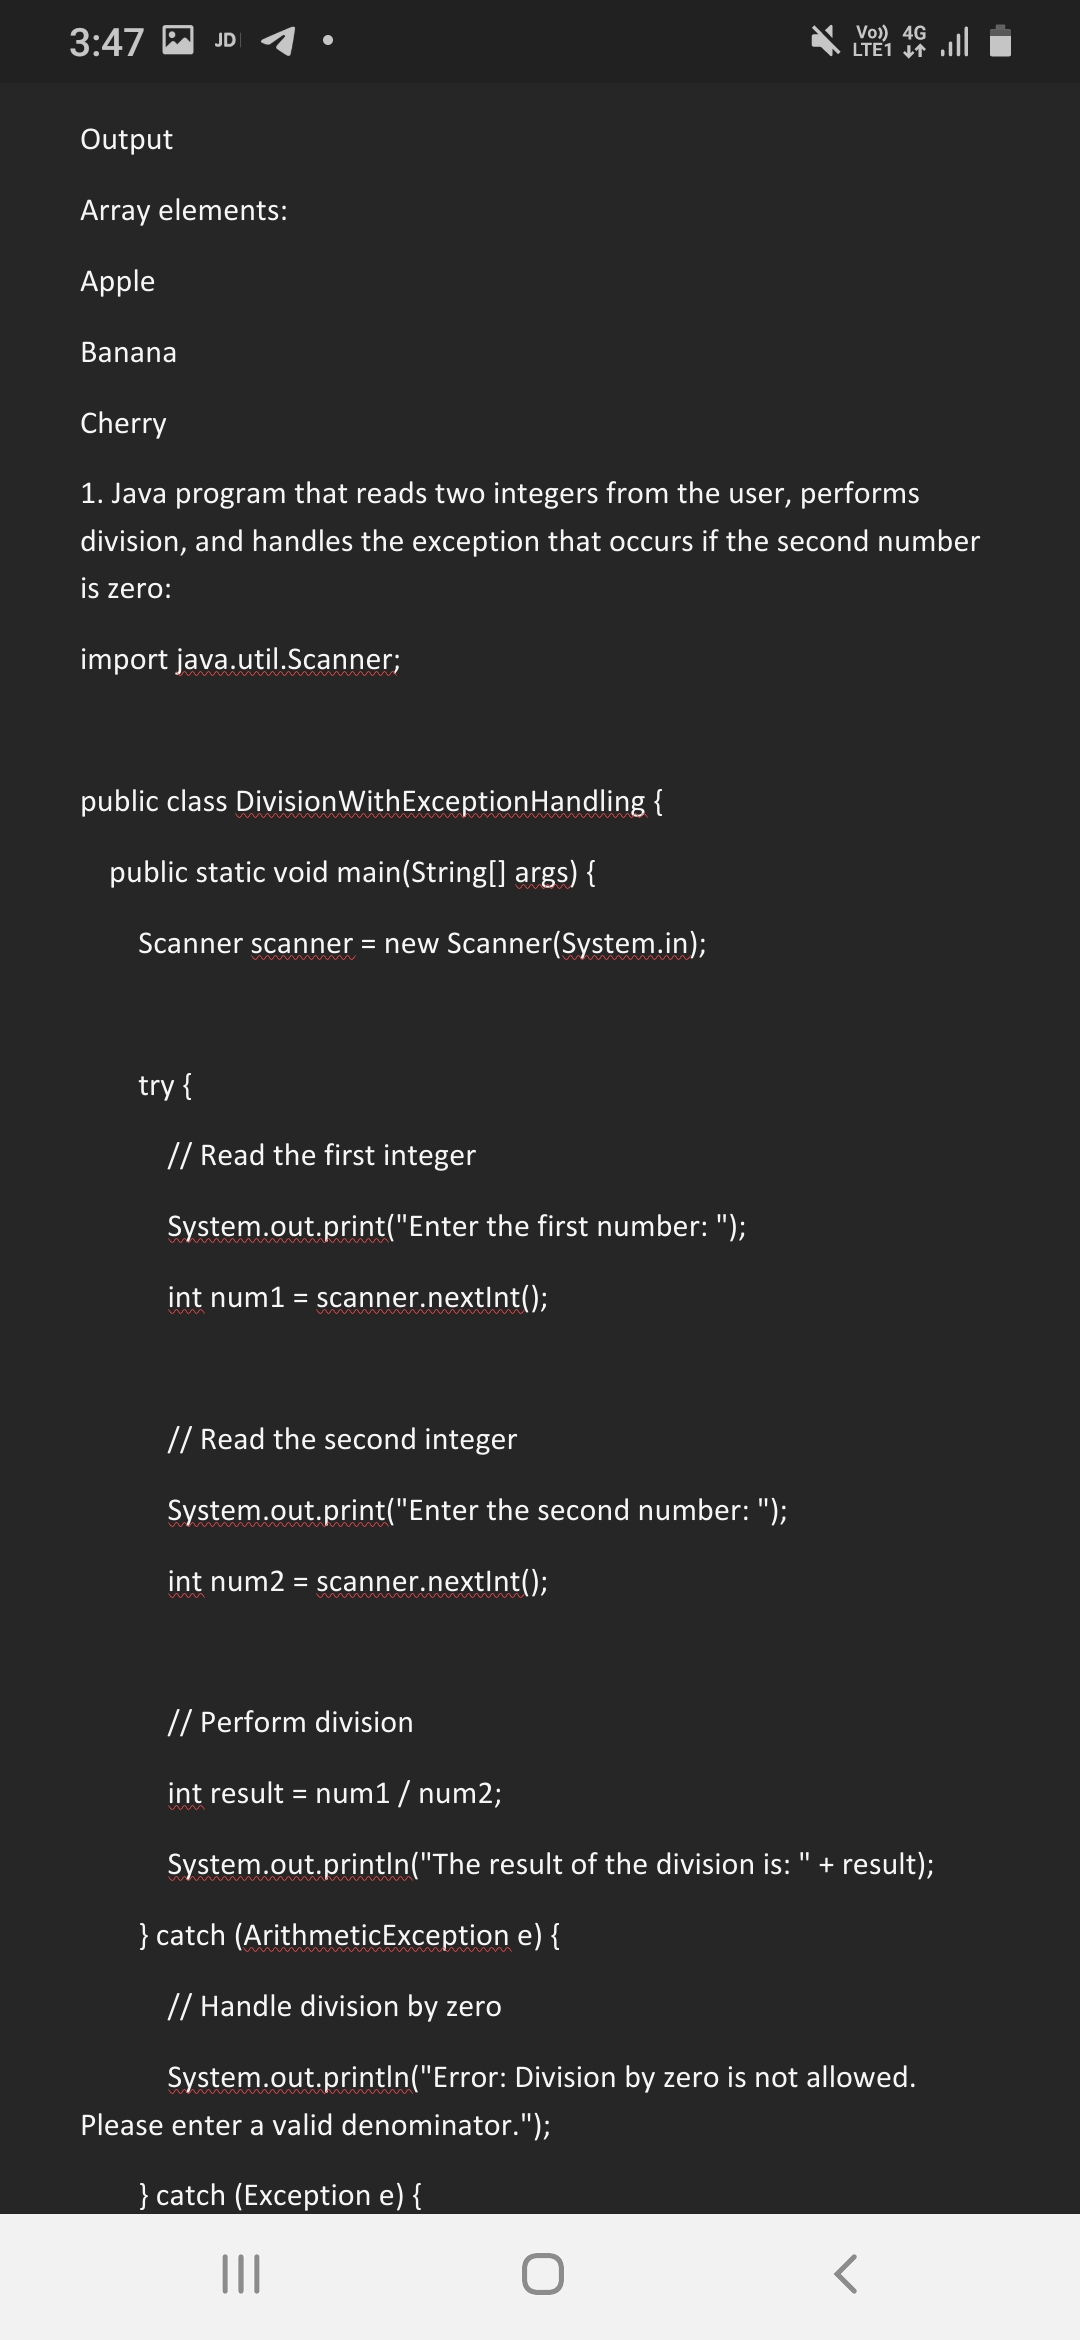 3:47 JD Vo)) 4G
LTE1
Output
Array elements:
Apple
Banana
Cherry
1. Java program that reads two integers from the user, performs
division, and handles the exception that occurs if the second number
is zero:
import java.util.Scanner;
public class DivisionWithExceptionHandling {
public static void main(String[] args) {
Scanner scanner = new Scanner(System.in);
try {
// Read the first integer
System.out.print("Enter the first number: ");
int num1 = scanner.nextInt();
// Read the second integer
System.out.print("Enter the second number: ");
int num2 = scanner.nextInt();
// Perform division
int result = num1 / num2;
System.out.println("The result of the division is: " + result);
} catch (ArithmeticException e) {
// Handle division by zero
System.out.println("Error: Division by zero is not allowed.
Please enter a valid denominator.");
} catch (Exception e) {